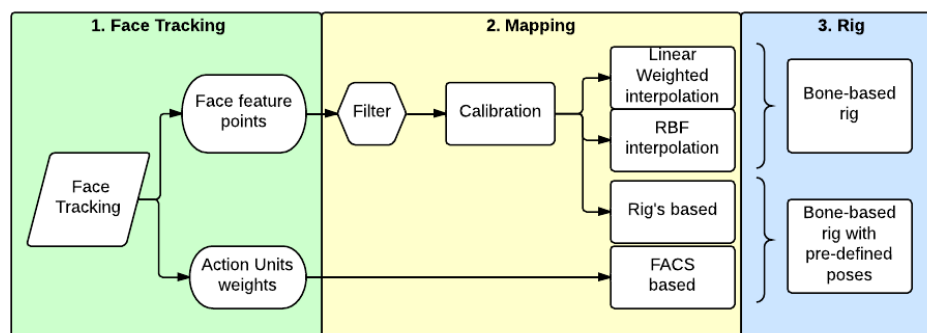 1. Face Tracking
2. Mapping
3. Rig
Face
Tracking
Face feature
points
Action Units
weights
Filter
Calibration
Linear
Weighted
interpolation
RBF
interpolation
Rig's based
FACS
based
Bone-based
rig
Bone-based
rig with
pre-defined
poses